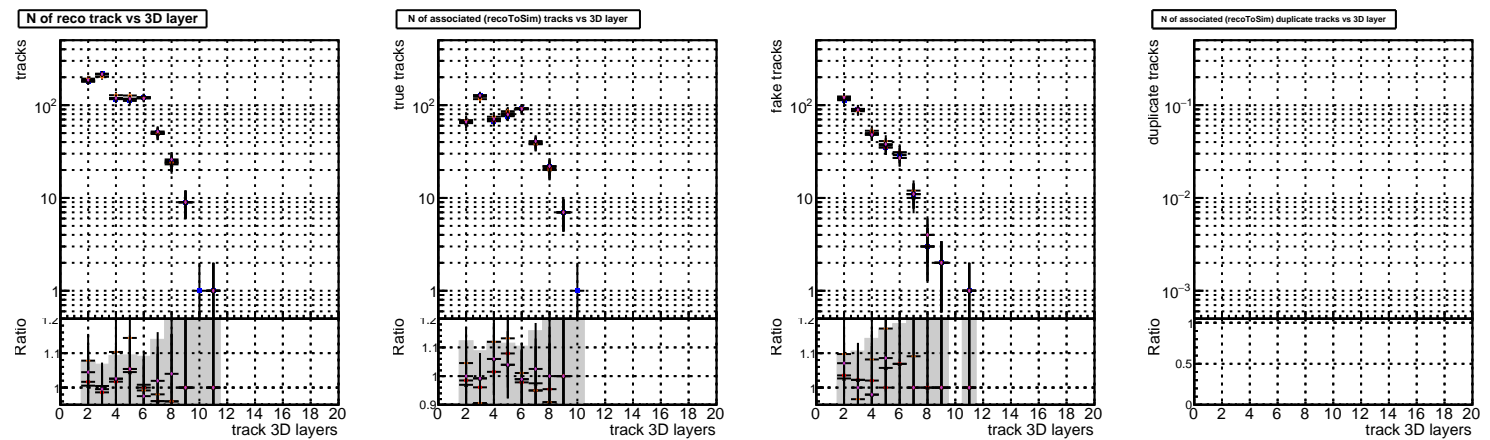 N of reco track vs 3D layer
tracks
10²
10
1
Ratio
1.2
1.1
1
0 2 4 6 8 10 12 14 16 18 20
track 3D layers
N of associated (recoToSim) tracks vs 3D layer
true tracks
10²
10
1
Ratio
1.2
1.1
1
0.9
0 2 4 6 8 10 12 14 16 18 20
track 3D layers
fake tracks
10²
10
1
Ratio
1.2
1.1
1
0 2 4 6 8 10 12 14 16 18 20
track 3D layers
N of associated (recoToSim) duplicate tracks vs 3D layer
duplicate tracks
10⁻¹
10⁻²
10⁻³
Ratio
1
0.5
0
0 2 4 6 8 10 12 14 16 18 20
track 3D layers